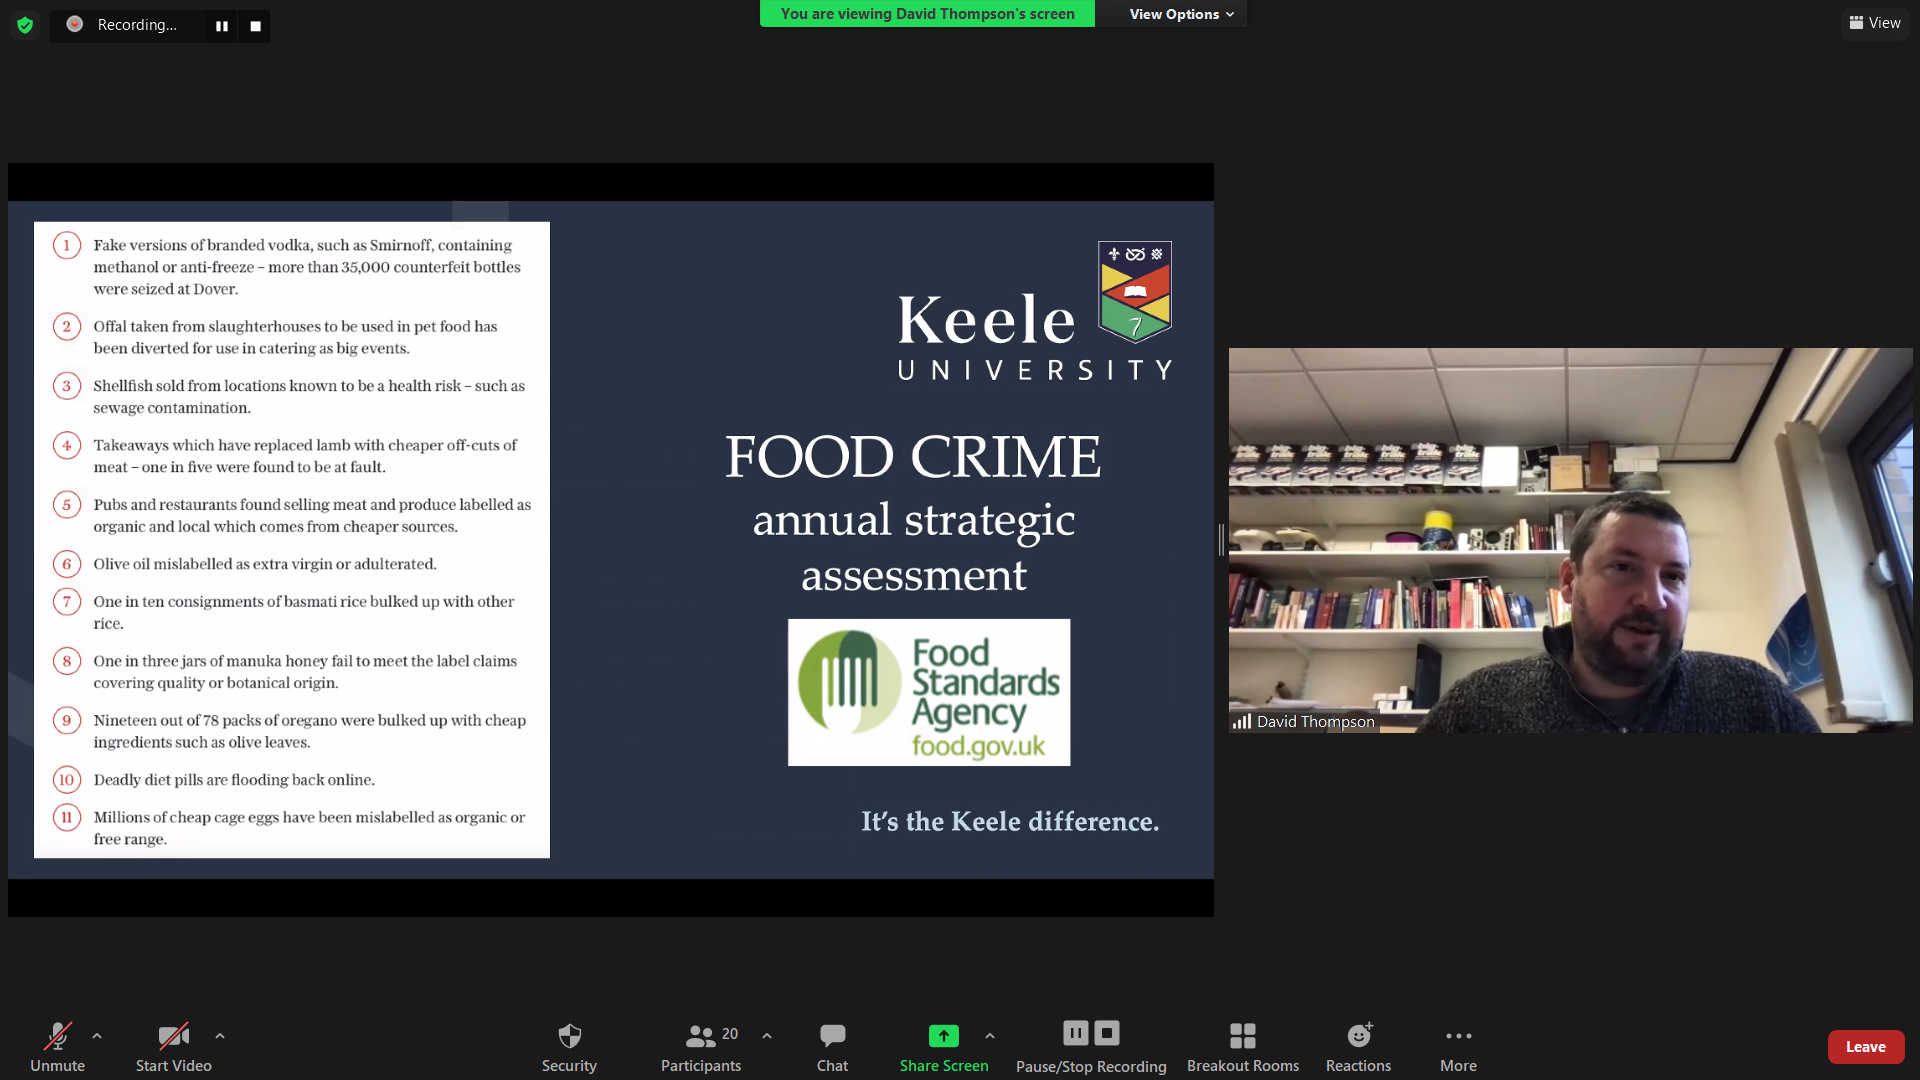 Recording...
You are viewing David Thompson's screen
View Options
View
1 Fake versions of branded vodka, such as Smirnoff, containing
methanol or anti-freeze – more than 35,000 counterfeit bottles
were seized at Dover.
2 Offal taken from slaughterhouses to be used in pet food has
been diverted for use in catering as big events.
3 Shellfish sold from locations known to be a health risk – such as
sewage contamination.
4 Takeaways which have replaced lamb with cheaper off-cuts of
meat – one in five were found to be at fault.
5 Pubs and restaurants found selling meat and produce labelled as
organic and local which comes from cheaper sources.
6 Olive oil mislabelled as extra virgin or adulterated.
7 One in ten consignments of basmati rice bulked up with other
rice.
8 One in three jars of manuka honey fail to meet the label claims
covering quality or botanical origin.
9 Nineteen out of 78 packs of oregano were bulked up with cheap
ingredients such as olive leaves.
10 Deadly diet pills are flooding back online.
11 Millions of cheap cage eggs have been mislabelled as organic or
free range.
Keele
UNIVERSITY
FOOD CRIME
annual strategic
assessment
Food
Standards
Agency
food.gov.uk
It's the Keele difference.
David Thompson
Unmute
Start Video
Security
Participants
20
Chat
Share Screen
Pause/Stop Recording
Breakout Rooms
Reactions
More
Leave